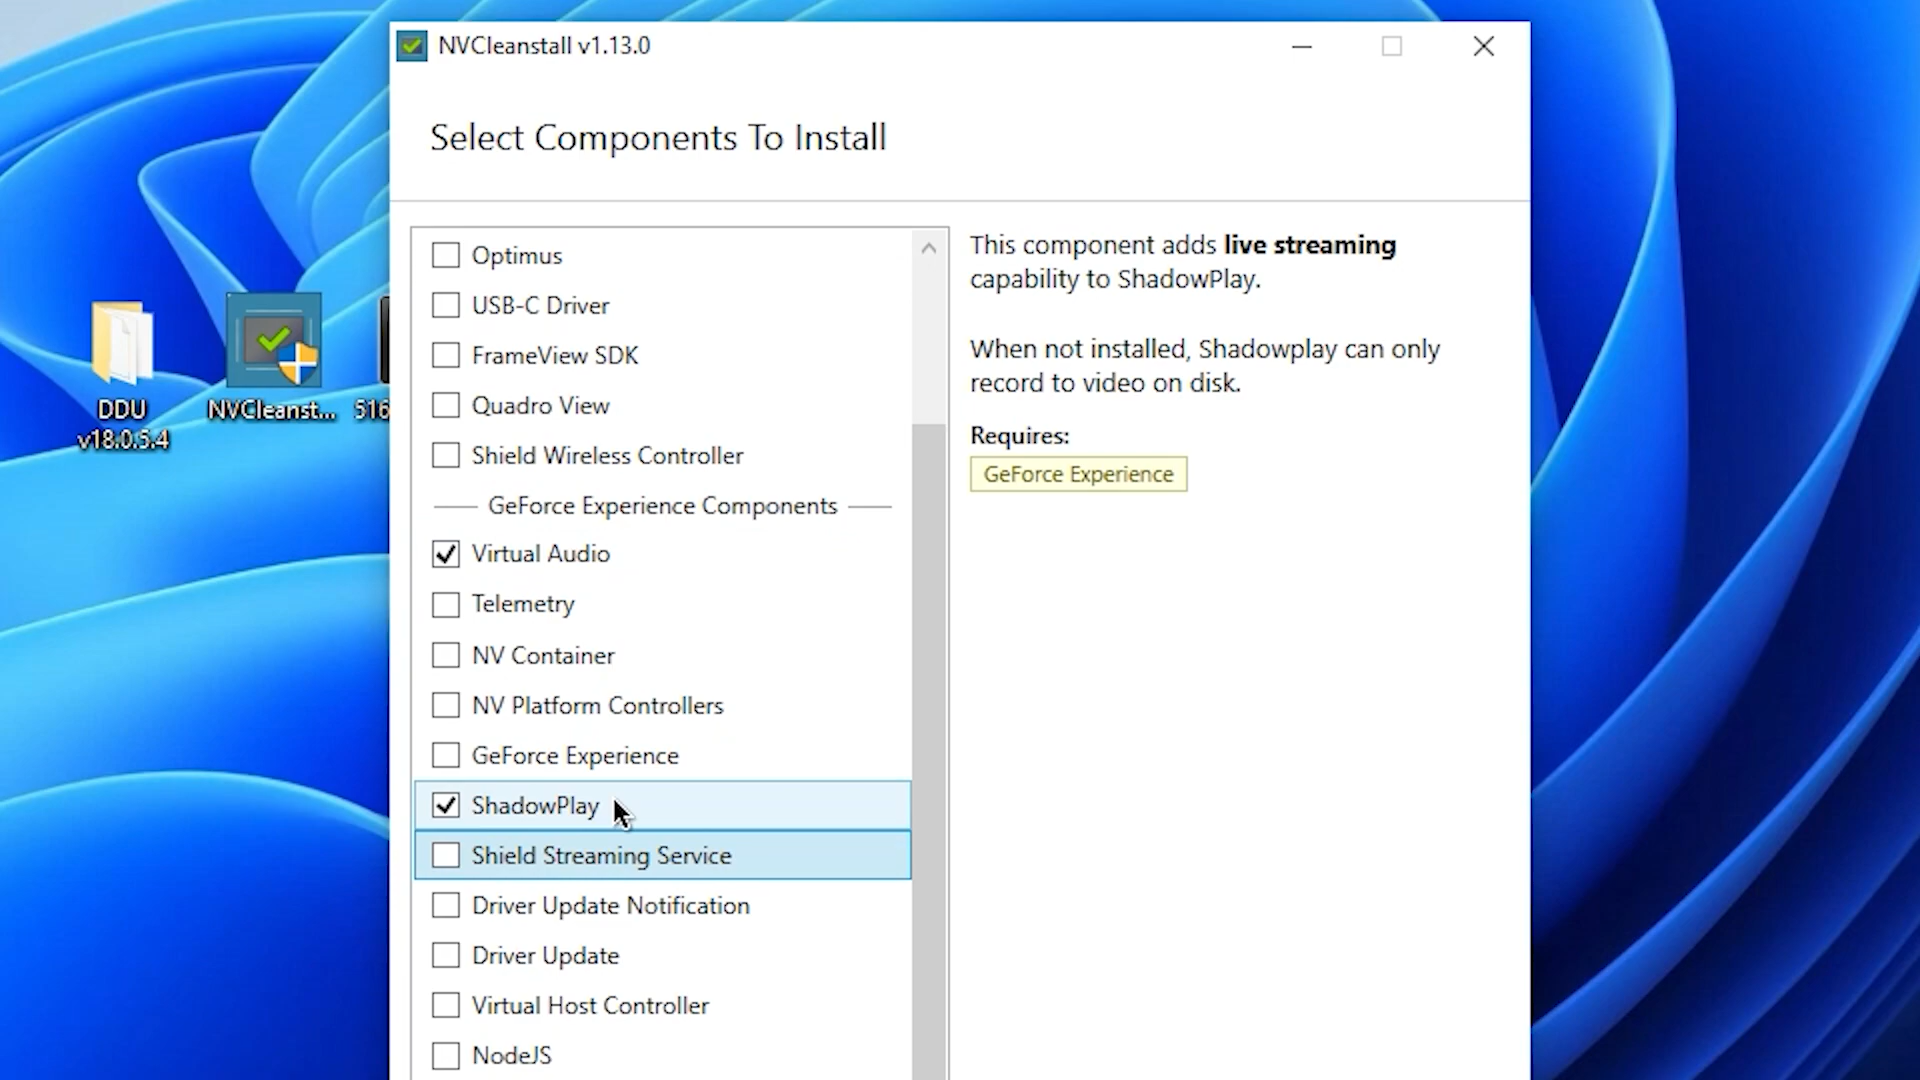 NVCleanstall v1.13.0
Select Components To Install
Optimus
USB-C Driver
FrameView SDK
Quadro View
Shield Wireless Controller
GeForce Experience Components
Virtual Audio
Telemetry
NV Container
NV Platform Controllers
GeForce Experience
ShadowPlay
Shield Streaming Service
Driver Update Notification
Driver Update
Virtual Host Controller
NodeJS
This component adds live streaming
capability to ShadowPlay.
When not installed, Shadowplay can only
record to video on disk.
Requires:
GeForce Experience
DDU
v18.0.5.4
NVCleanst...
516